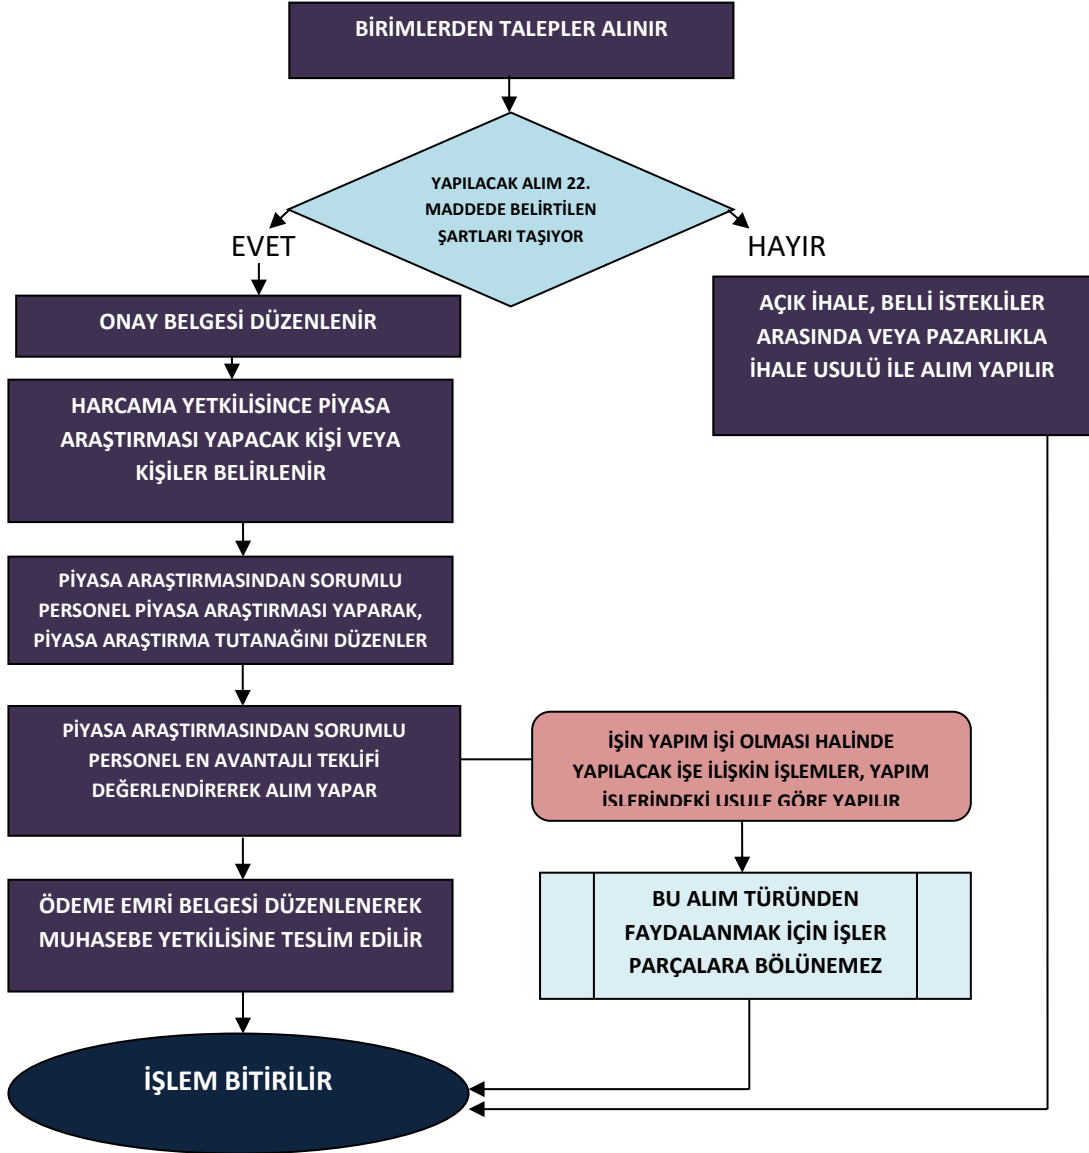 BİRİMLERDEN TALEPLER ALINIR
YAPILACAK ALIM 22.
MADDEDE BELİRTİLEN
ŞARTLARI TAŞIYOR
EVET
HAYIR
ONAY BELGESİ DÜZENLENİR
AÇIK İHALE, BELLİ İSTEKLİLER
ARASINDA VEYA PAZARLIKLA
İHALE USULÜ İLE ALIM YAPILIR
HARCAMA YETKİLİSİNCE PİYASA
ARAŞTIRMASI YAPACAK KİŞİ VEYA
KİŞİLER BELİRLENİR
PİYASA ARAŞTIRMASINDAN SORUMLU
PERSONEL PİYASA ARAŞTIRMASI YAPARAK,
PİYASA ARAŞTIRMA TUTANAĞINI DÜZENLER
PİYASA ARAŞTIRMASINDAN SORUMLU
PERSONEL EN AVANTAJLI TEKLİFİ
DEĞERLENDİREREK ALIM YAPAR
İŞİN YAPIM İŞİ OLMASI HALİNDE
YAPILACAK İŞE İLİŞKİN İŞLEMLER, YAPIM
İŞLERİNDEKİ USULE GÖRE YAPILIR
ÖDEME EMRİ BELGESİ DÜZENLENEREK
MUHASEBE YETKİLİSİNE TESLİM EDİLİR
BU ALIM TÜRÜNDEN
FAYDALANMAK İÇİN İŞLER
PARÇALARA BÖLÜNEMEZ
İŞLEM BİTİRİLİR